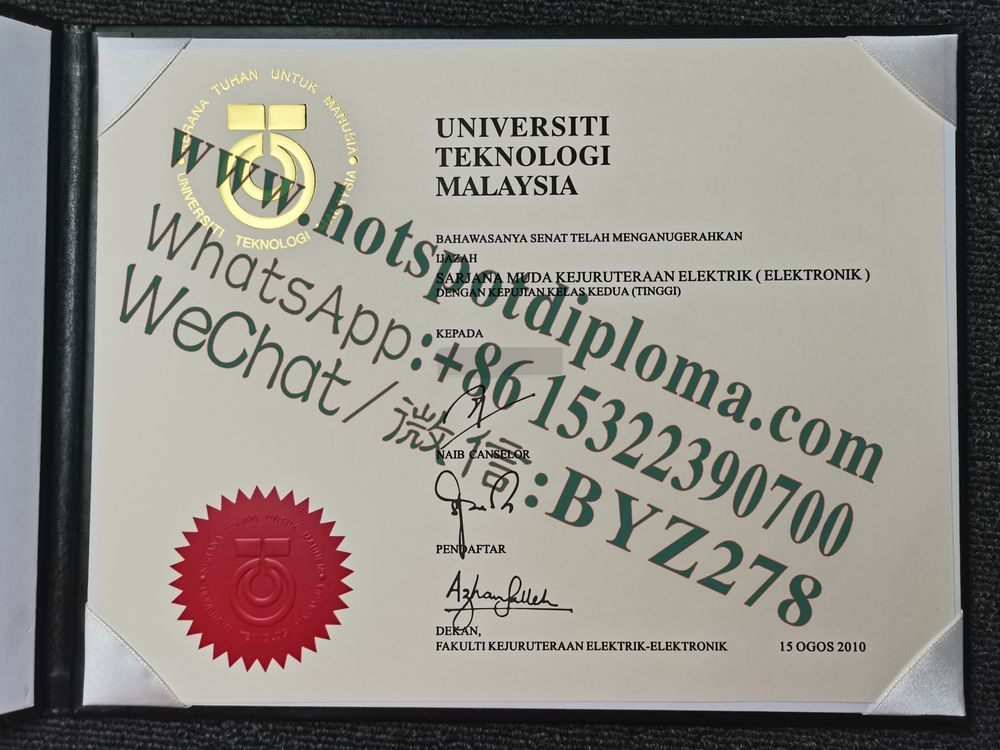 KERANA TUHAN UNTUK MANUSIA
UNIVERSITI TEKNOLOGI MALAYSIA
UNIVERSITI
TEKNOLOGI
MALAYSIA
BAHAWASANYA SENAT TELAH MENGANUGERAHKAN
IJAZAH
SARJANA MUDA KEJURUTERAAN ELEKTRIK ( ELEKTRONIK )
DENGAN KEPUJIAN KELAS KEDUA (TINGGI)
KEPADA
www.hotspotdiploma.com
WhatsApp:+86 15322390700
WeChat/微信:BYZ278
NAIB CANSELOR
PENDAFTAR
DEKAN,
FAKULTI KEJURUTERAAN ELEKTRIK-ELEKTRONIK
15 OGOS 2010